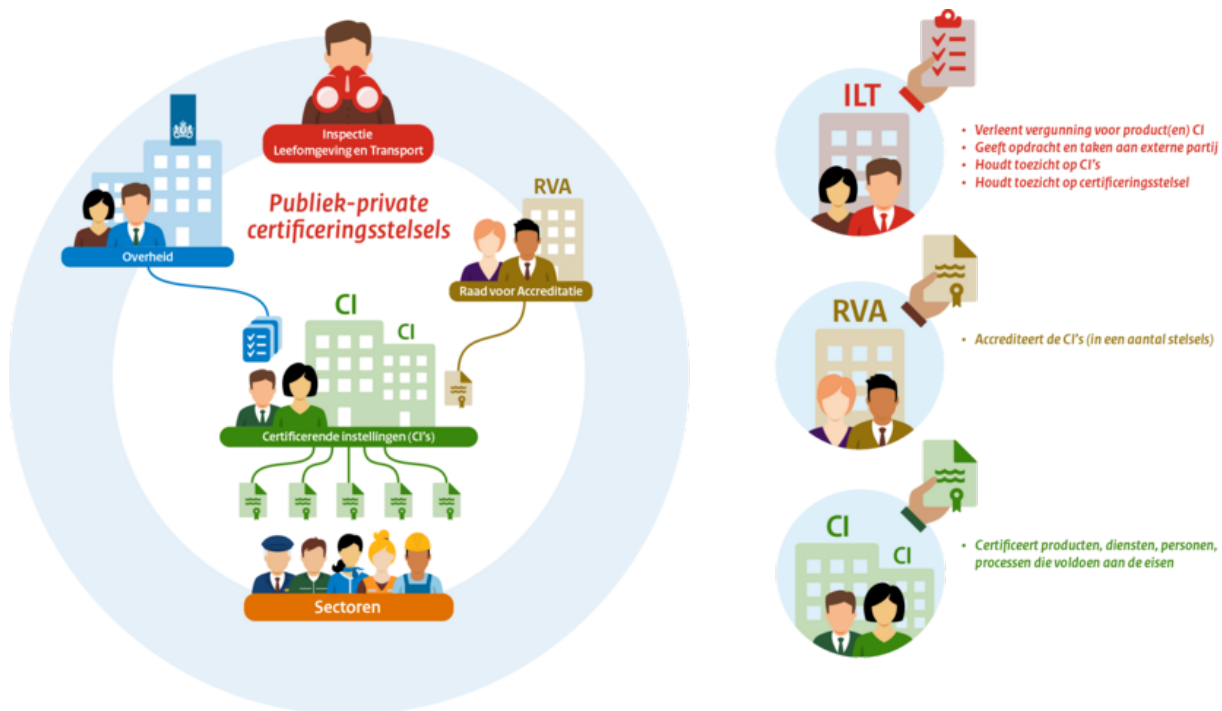 Inspectie
Leefomgeving en Transport
Publiek-private
certificeringsstelsels
Overheid
RVA
Raad voor Accreditatie
CI
CI
Certificerende instellingen (CI's)
Sectoren
ILT
• Verleent vergunning voor product(en) CI
• Geeft opdracht en taken aan externe partij
• Houdt toezicht op CI's
• Houdt toezicht op certificeringsstelsel
RVA
• Accrediteert de CI's (in een aantal stelsels)
CI
CI
• Certificeert producten, diensten, personen,
processen die voldoen aan de eisen